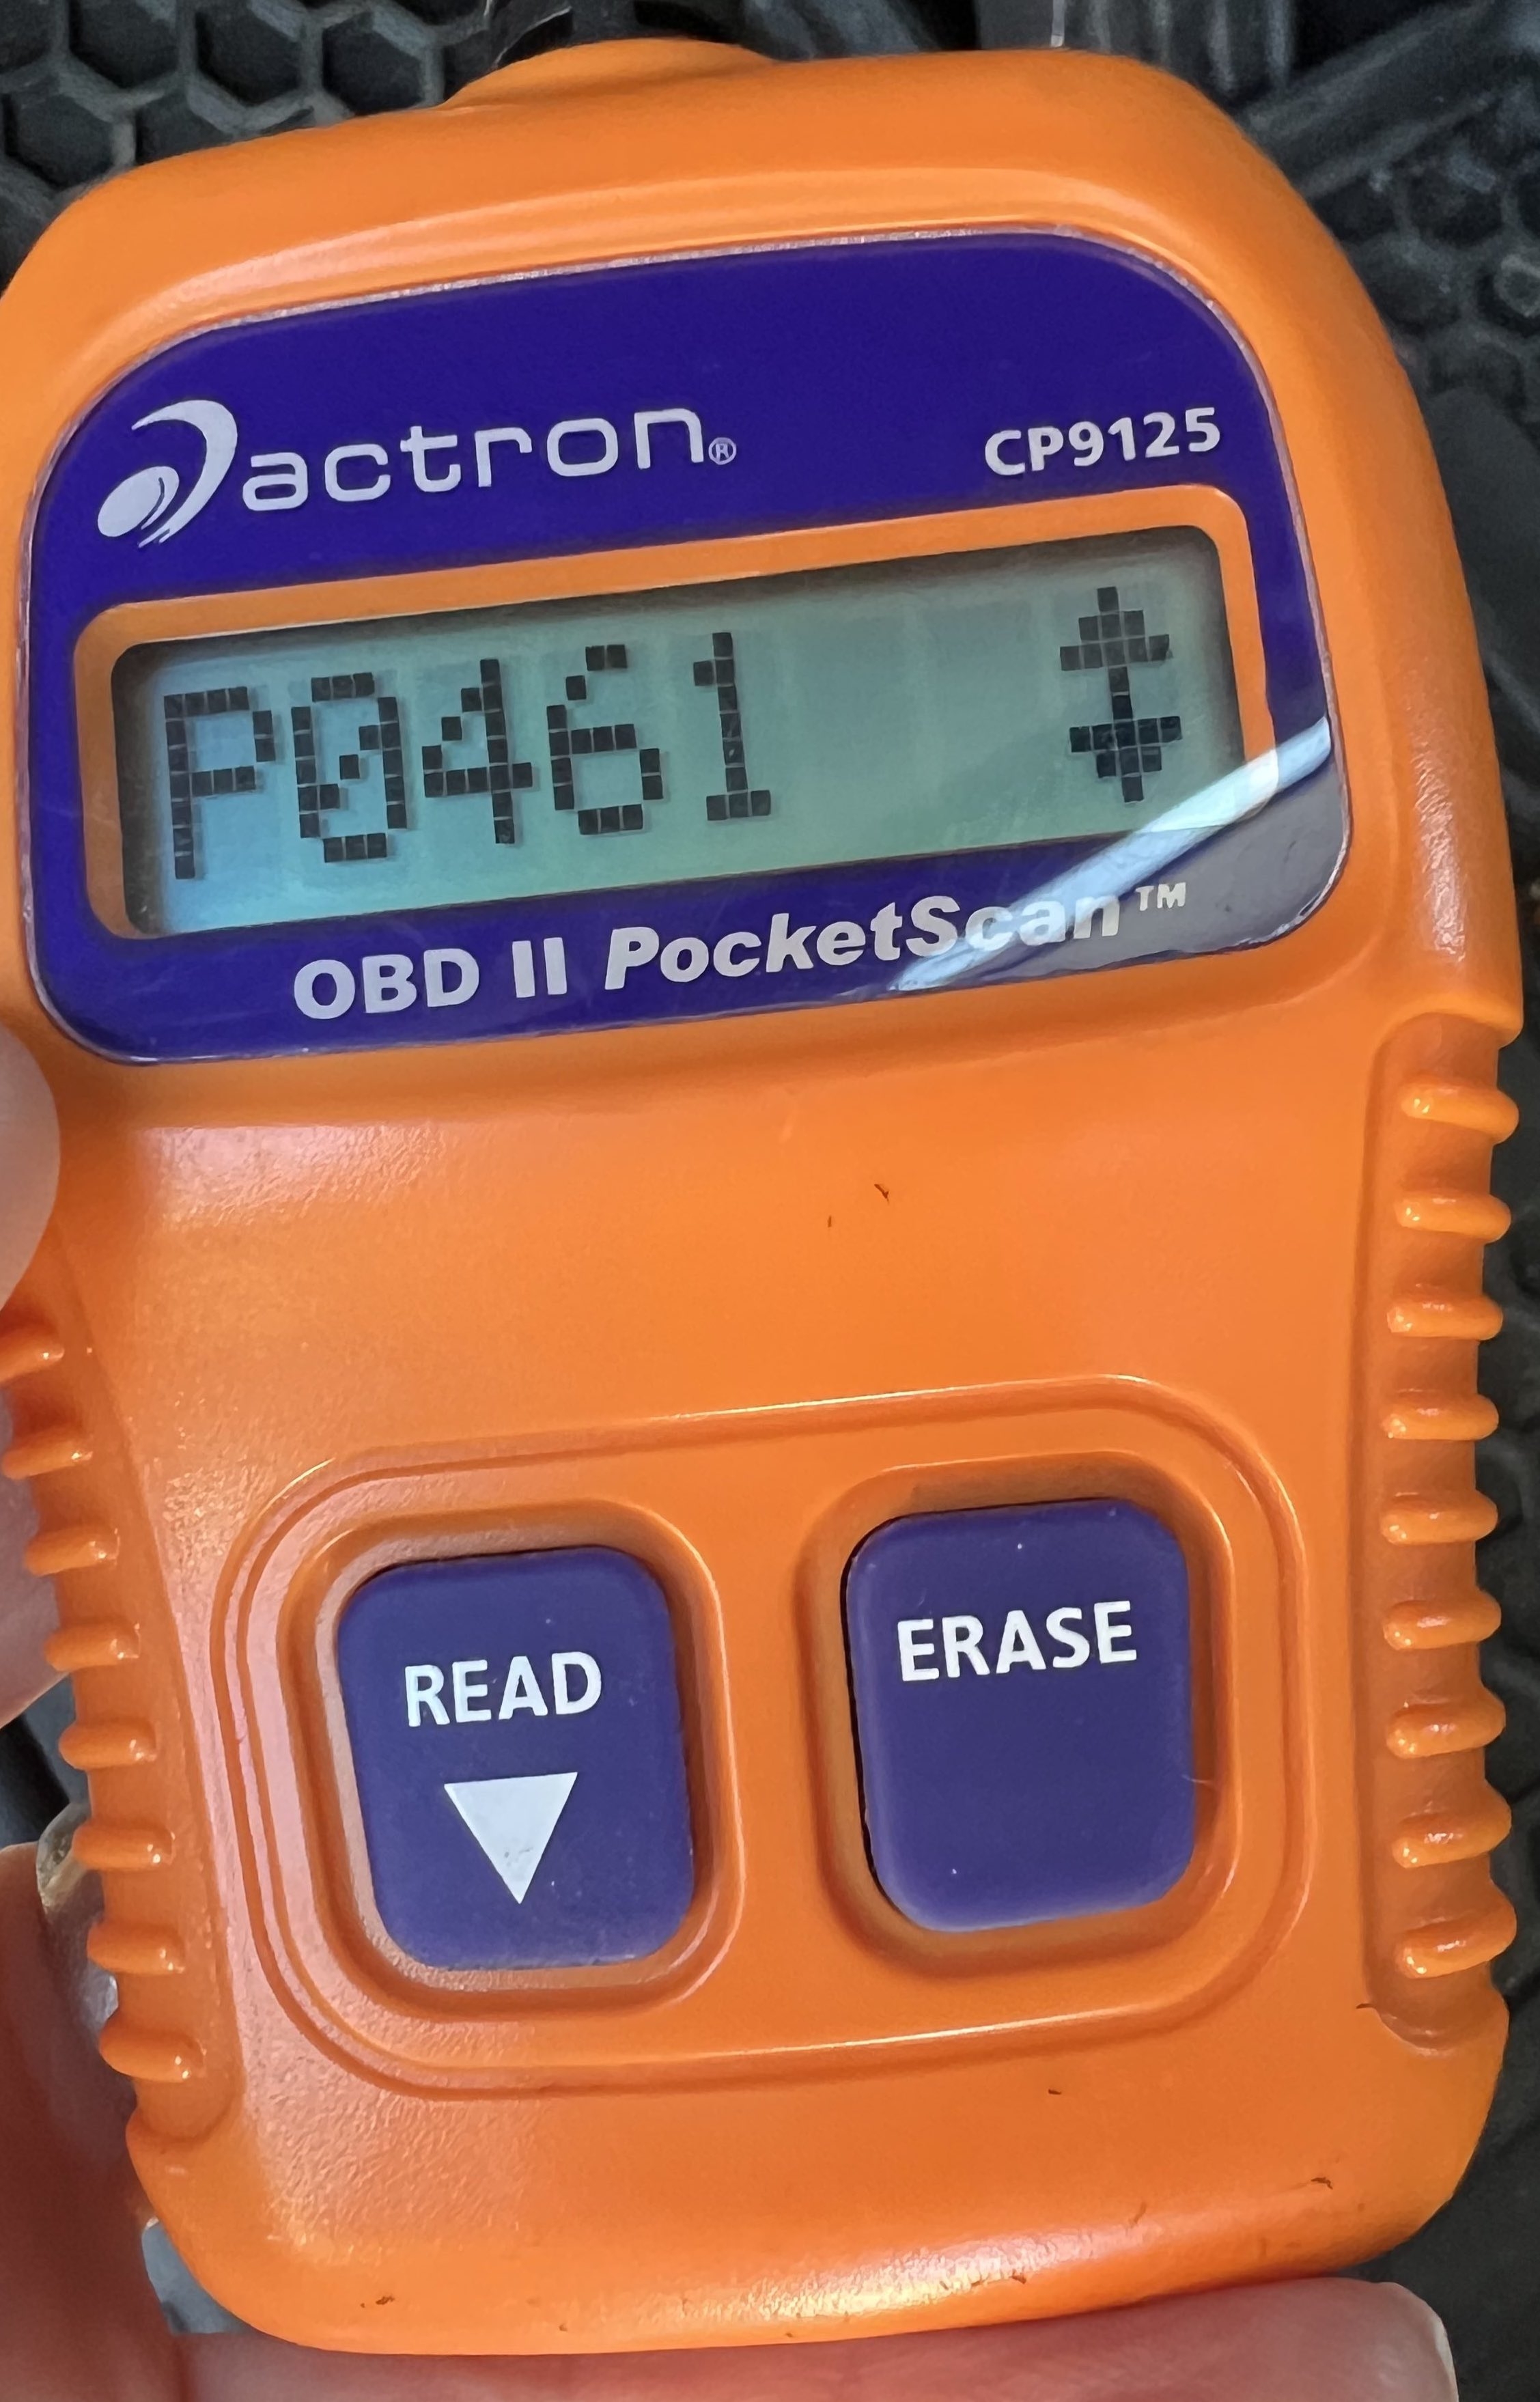 actron®
CP9125
P0461
OBD II PocketScan™
READ
ERASE